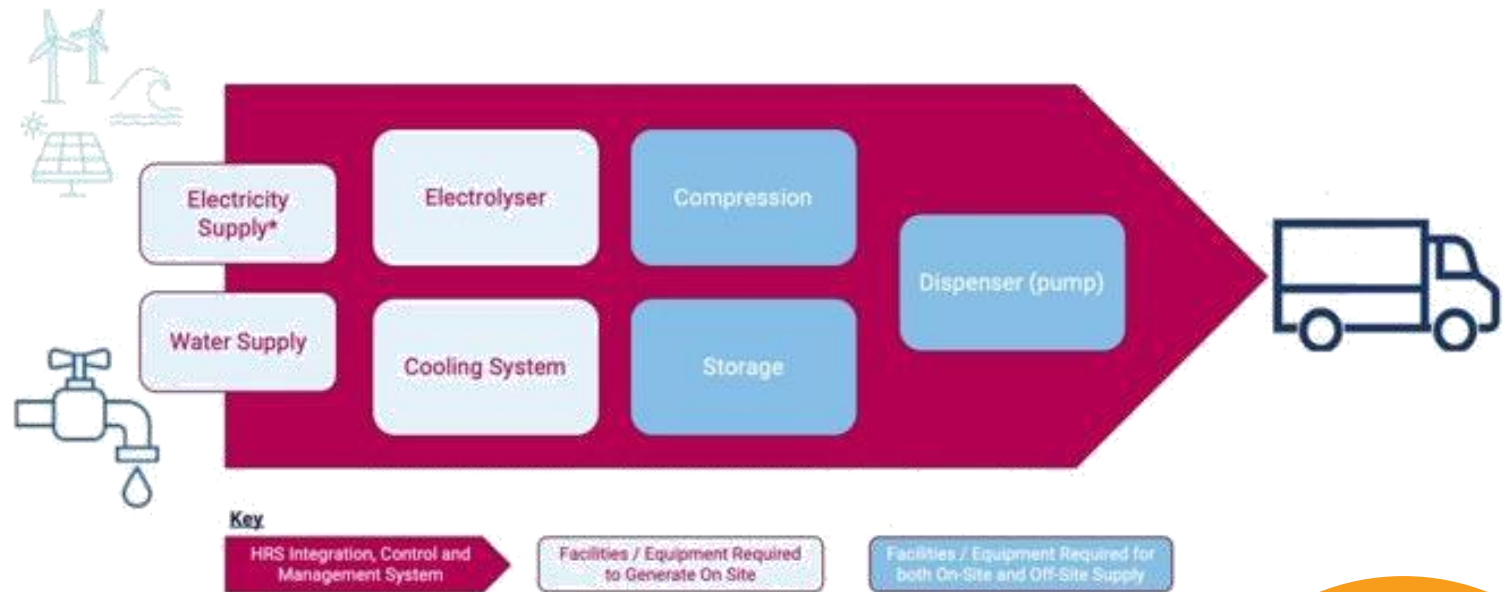 Electricity
Supply*
Water Supply
Electrolyser
Cooling System
Compression
Storage
Dispenser (pump)
Key
HRS Integration, Control and
Management System
Facilities / Equipment Required
to Generate On Site
Facilities / Equipment Required for
both On-Site and Off-Site Supply